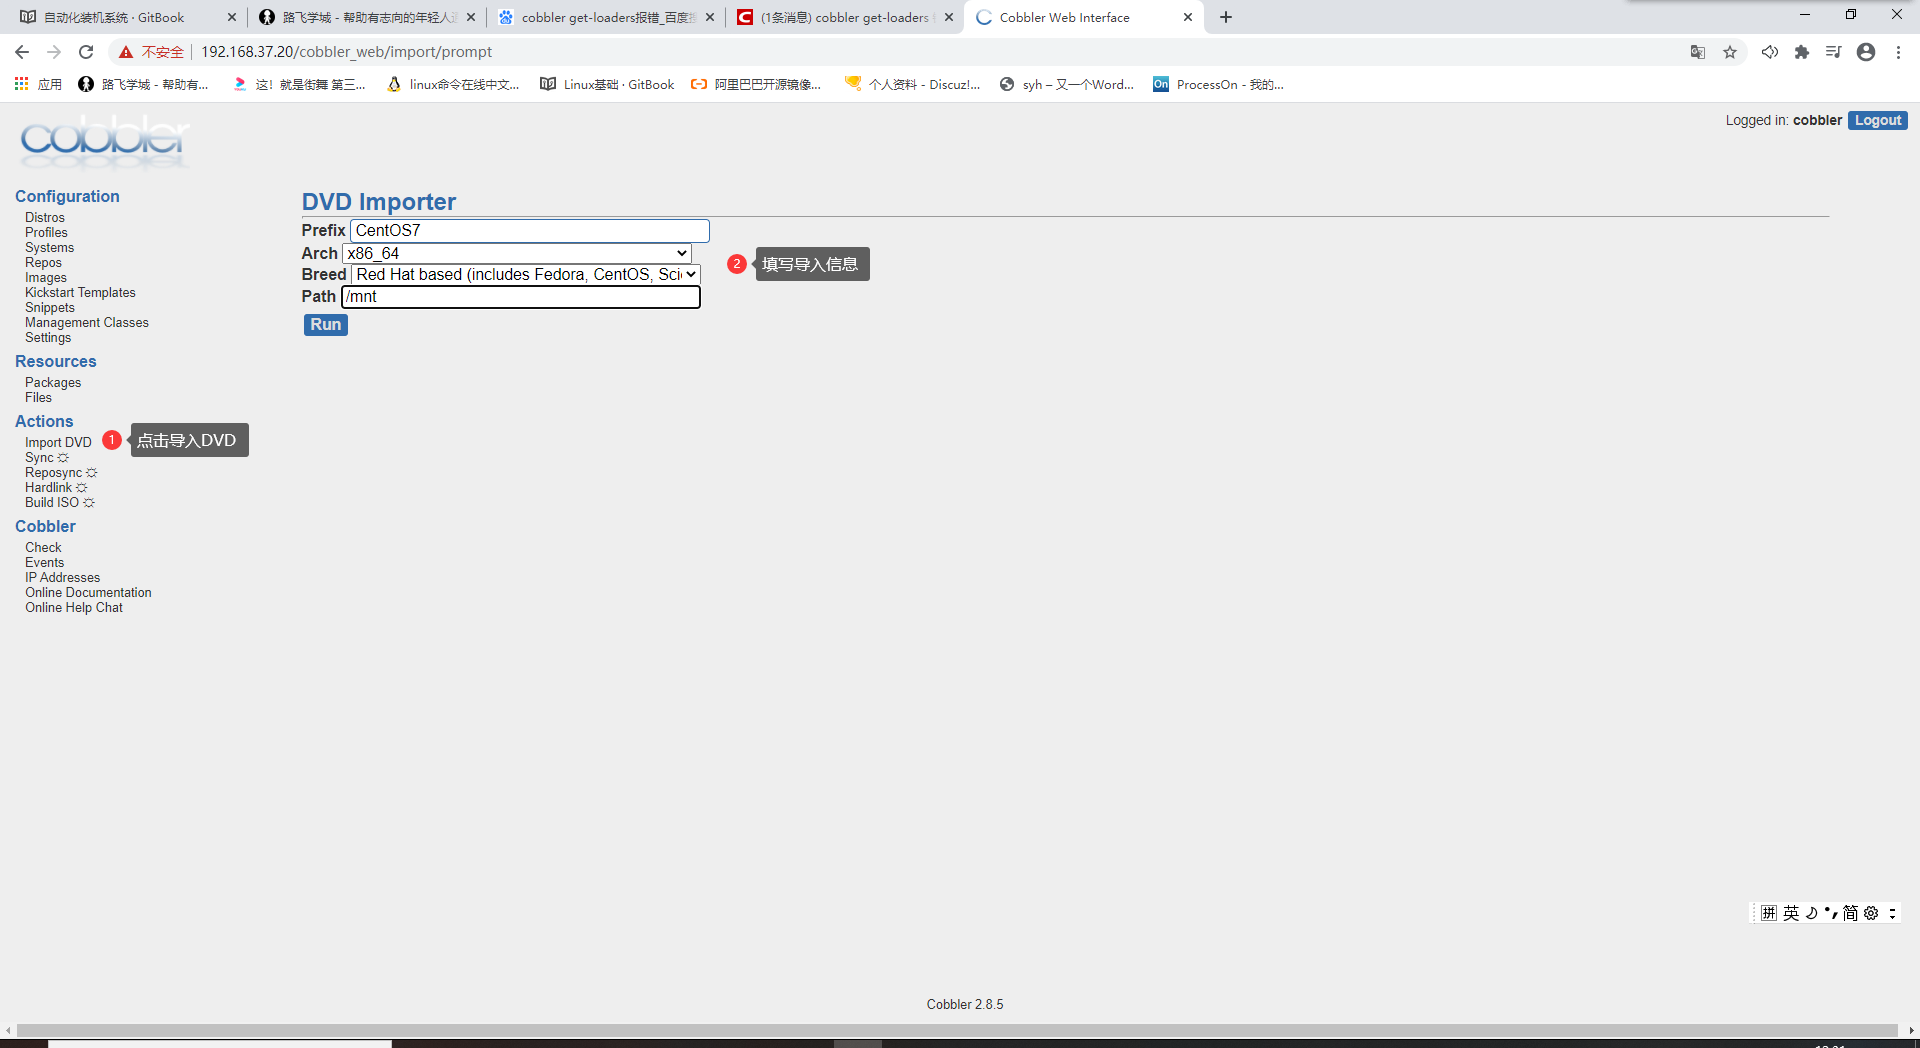 自动化装机系统 · GitBook
路飞学城 - 帮助有志向的年轻人
cobbler get-loaders报错_百度
(1条消息) cobbler get-loaders
Cobbler Web Interface
不安全
192.168.37.20/cobbler_web/import/prompt
应用
路飞学城 - 帮助有...
这！就是街舞 第三...
linux命令在线中文...
Linux基础 · GitBook
阿里巴巴开源镜像...
个人资料 - Discuz!...
syh – 又一个Word...
On
ProcessOn - 我的...
cobbler
Logged in: cobbler Logout
Configuration
Distros
Profiles
Systems
Repos
Images
Kickstart Templates
Snippets
Management Classes
Settings
Resources
Packages
Files
Actions
Import DVD
1 点击导入DVD
Sync
Reposync
Hardlink
Build ISO
Cobbler
Check
Events
IP Addresses
Online Documentation
Online Help Chat
DVD Importer
Prefix CentOS7
Arch x86_64
Breed Red Hat based (includes Fedora, CentOS, Sci
Path /mnt
Run
2 填写导入信息
拼 英 简
Cobbler 2.8.5